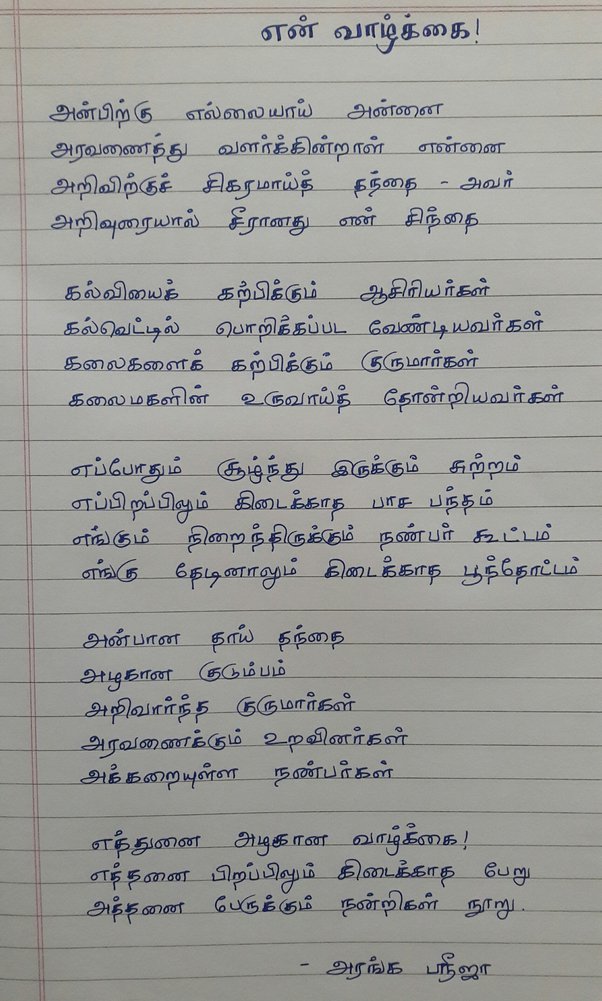 என் வாழ்க்கை!
அன்பிற்கு எல்லையாய் அன்னை
அரவணைத்து வளர்க்கின்றாள் என்னை
அறிவிற்குச் சிகரமாய்த் தந்தை - அவர்
அறிவுரையால் சீரானது என் சிந்தை
கல்வியைக் கற்பிக்கும் ஆசிரியர்கள்
கல்வெட்டில் பொறிக்கப்பட வேண்டியவர்கள்
கலைகளைக் கற்பிக்கும் குருமார்கள்
கலைமகளின் உருவாய்த் தோன்றியவர்கள்
எப்போதும் சூழ்ந்து இருக்கும் சுற்றம்
எப்பிறப்பிலும் கிடைக்காத பாச பந்தம்
எங்கும் நிறைந்திருக்கும் நண்பர் கூட்டம்
எங்கு தேடினாலும் கிடைக்காத பூந்தோட்டம்
அன்பான தாய் தந்தை
அழகான குடும்பம்
அறிவார்ந்த குருமார்கள்
அரவணைக்கும் உறவினர்கள்
அக்கறையுள்ள நண்பர்கள்
எத்துனை அழகான வாழ்க்கை!
எத்தனை பிறப்பிலும் கிடைக்காத பேறு
அத்தனை பேருக்கும் நன்றிகள் நூறு.
- அரங்க